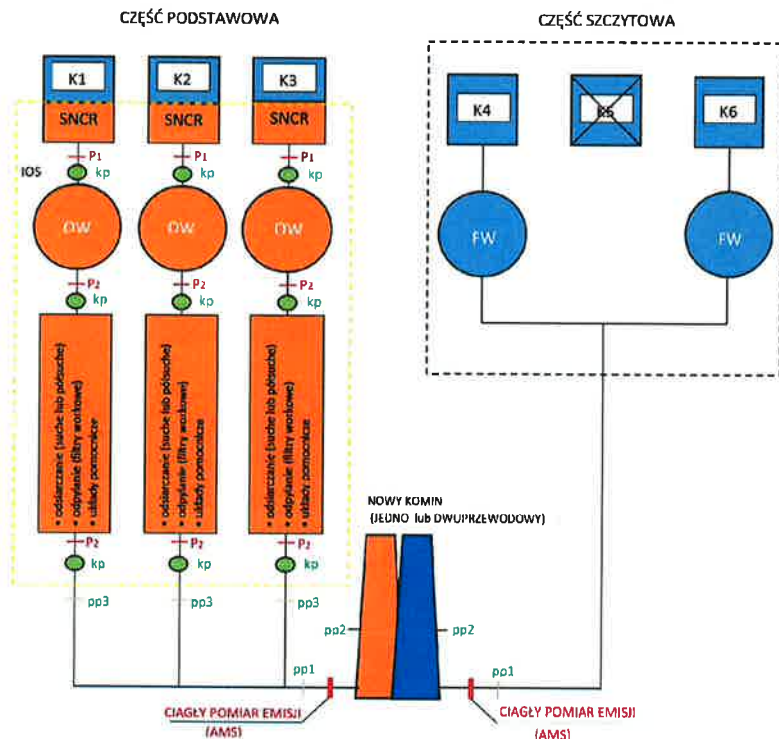 CZĘŚĆ PODSTAWOWA
CZĘŚĆ SZCZYTOWA
K1
K2
K3
K4
K5
K6
SNCR
SNCR
SNCR
P1
P1
P1
kp
kp
kp
IOS
OW
OW
OW
FW
FW
P2
P2
P2
kp
kp
kp
• odsiarczanie (suche lub półsuche)
• odpylanie (filtry workowe)
• układy pomocnicze
• odsiarczanie (suche lub półsuche)
• odpylanie (filtry workowe)
• układy pomocnicze
• odsiarczanie (suche lub półsuche)
• odpylanie (filtry workowe)
• układy pomocnicze
NOWY KOMIN
(JEDNO lub DWUPRZEWODOWY)
P2
P2
P2
kp
kp
kp
pp3
pp3
pp3
pp2
pp2
pp1
pp1
CIAGŁY POMIAR EMISJI
(AMS)
CIAGŁY POMIAR EMISJI
(AMS)